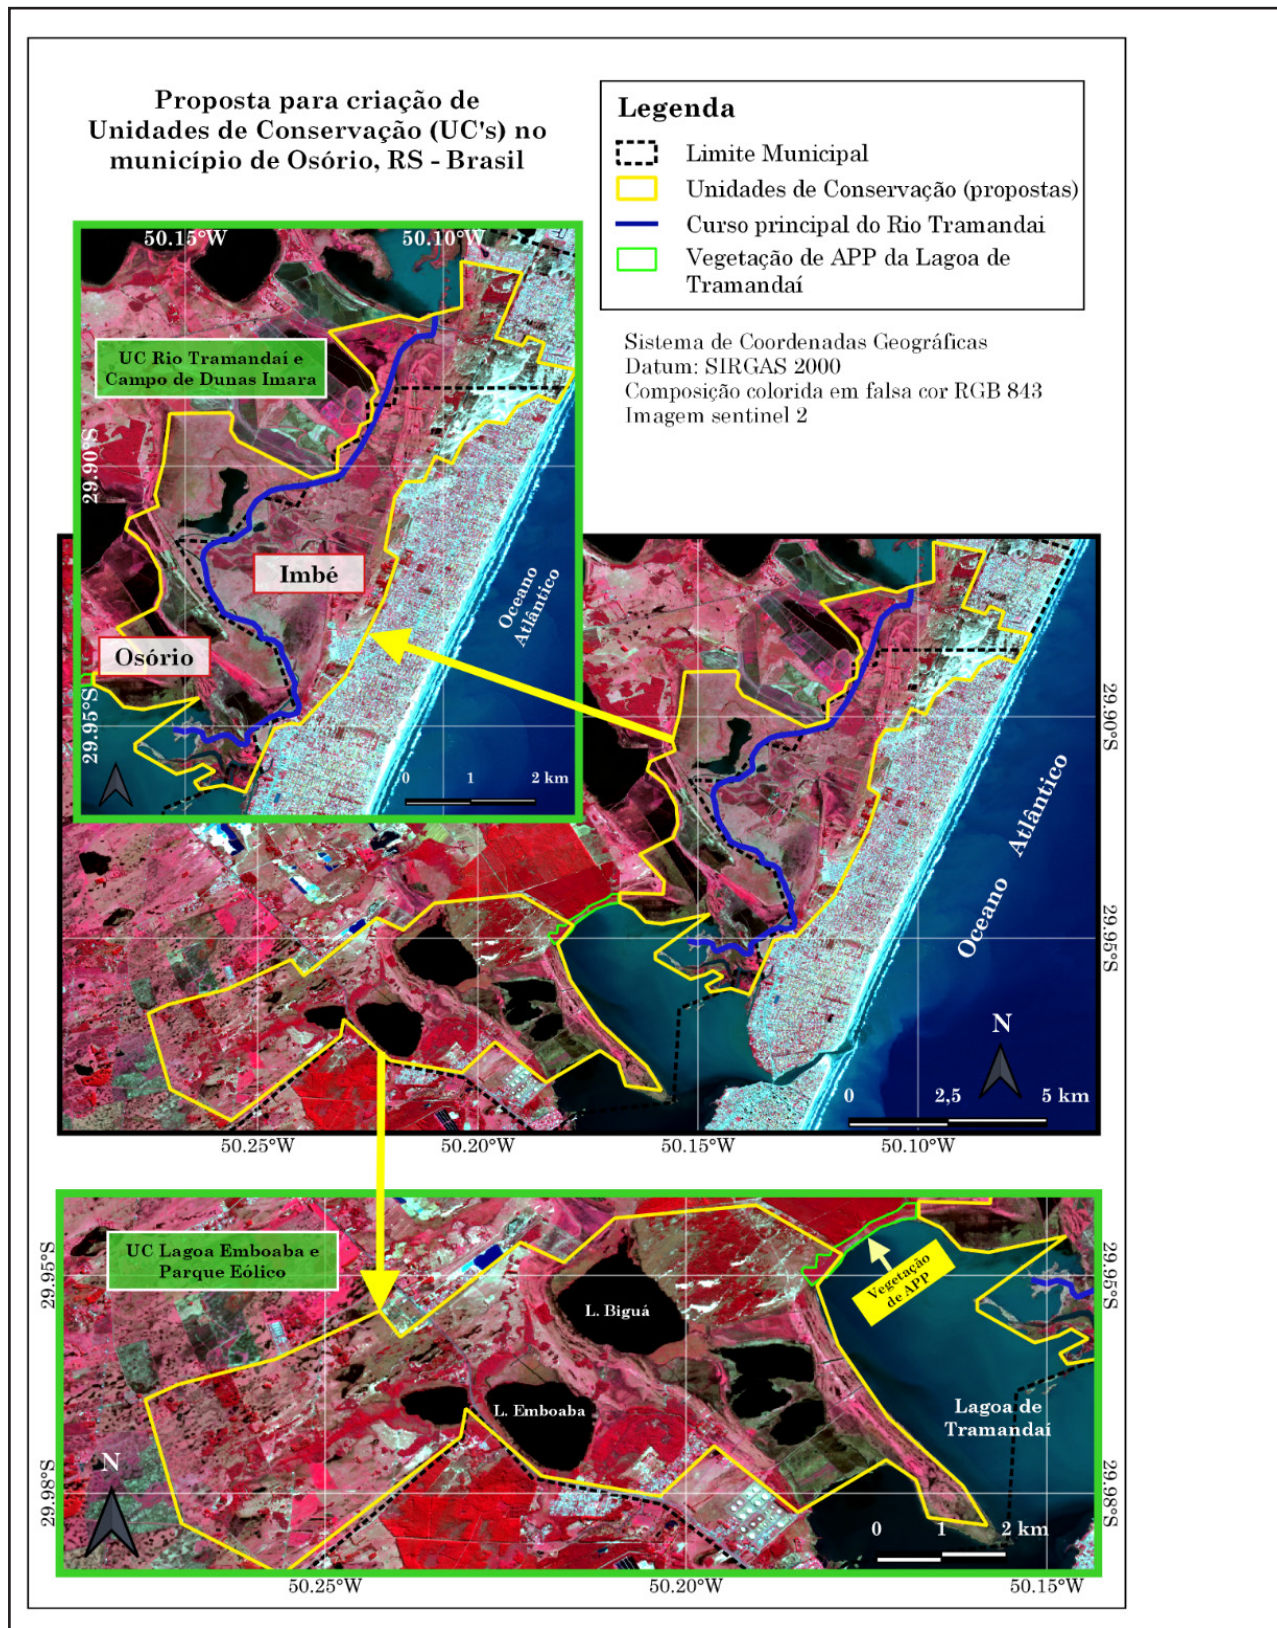 Proposta para criação de
Unidades de Conservação (UC's) no
município de Osório, RS - Brasil
Legenda
Limite Municipal
Unidades de Conservação (propostas)
Curso principal do Rio Tramandai
Vegetação de APP da Lagoa de
Tramandaí
Sistema de Coordenadas Geográficas
Datum: SIRGAS 2000
Composição colorida em falsa cor RGB 843
Imagem sentinel 2
50.15°W
50.10°W
UC Rio Tramandaí e
Campo de Dunas Imara
29.90°S
29.95°S
Imbé
Osório
Oceano
Atlântico
0 1 2 km
29.90°S
29.95°S
Oceano Atlântico
N
0 2,5 5 km
50.25°W
50.20°W
50.15°W
50.10°W
UC Lagoa Emboaba e
Parque Eólico
29.95°S
29.98°S
L. Biguá
L. Emboaba
Vegetação
de APP
Lagoa de
Tramandaí
29.95°S
29.98°S
N
0 1 2 km
50.25°W
50.20°W
50.15°W